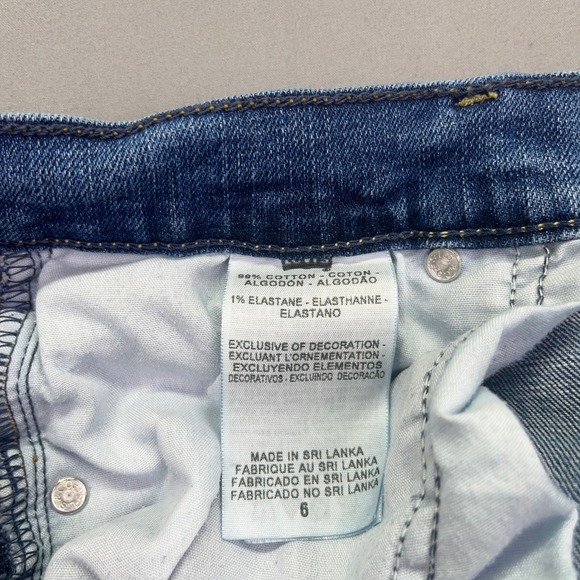 99% COTTON - COTON -
ALGODÓN - ALGODÃO
1% ELASTANE - ELASTHANNE -
ELASTANO
EXCLUSIVE OF DECORATION -
EXCLUANT L'ORNEMENTATION -
EXCLUYENDO ELEMENTOS
DECORATIVOS - EXCLUINDO DECORAÇÃO
MADE IN SRI LANKA
FABRIQUE AU SRI LANKA
FABRICADO EN SRI LANKA
FABRICADO NO SRI LANKA
6